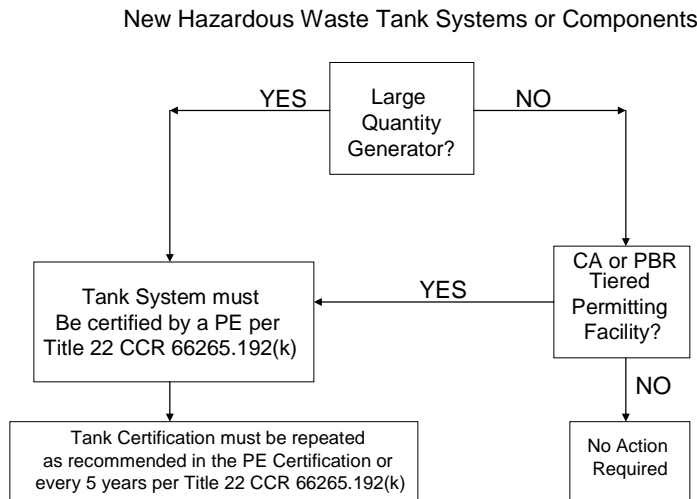 New Hazardous Waste Tank Systems or Components
YES
Large
Quantity
Generator?
NO
Tank System must
Be certified by a PE per
Title 22 CCR 66265.192(k)
YES
CA or PBR
Tiered
Permitting
Facility?
NO
Tank Certification must be repeated
as recommended in the PE Certification or
every 5 years per Title 22 CCR 66265.192(k)
No Action
Required